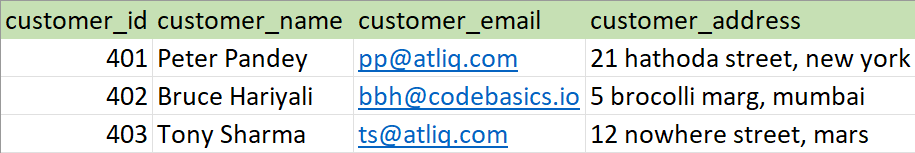 customer_id customer_name customer_email customer_address
401 Peter Pandey pp@atliq.com 21 hathoda street, new york
402 Bruce Hariyali bbh@codebasics.io 5 brocolli marg, mumbai
403 Tony Sharma ts@atliq.com 12 nowhere street, mars